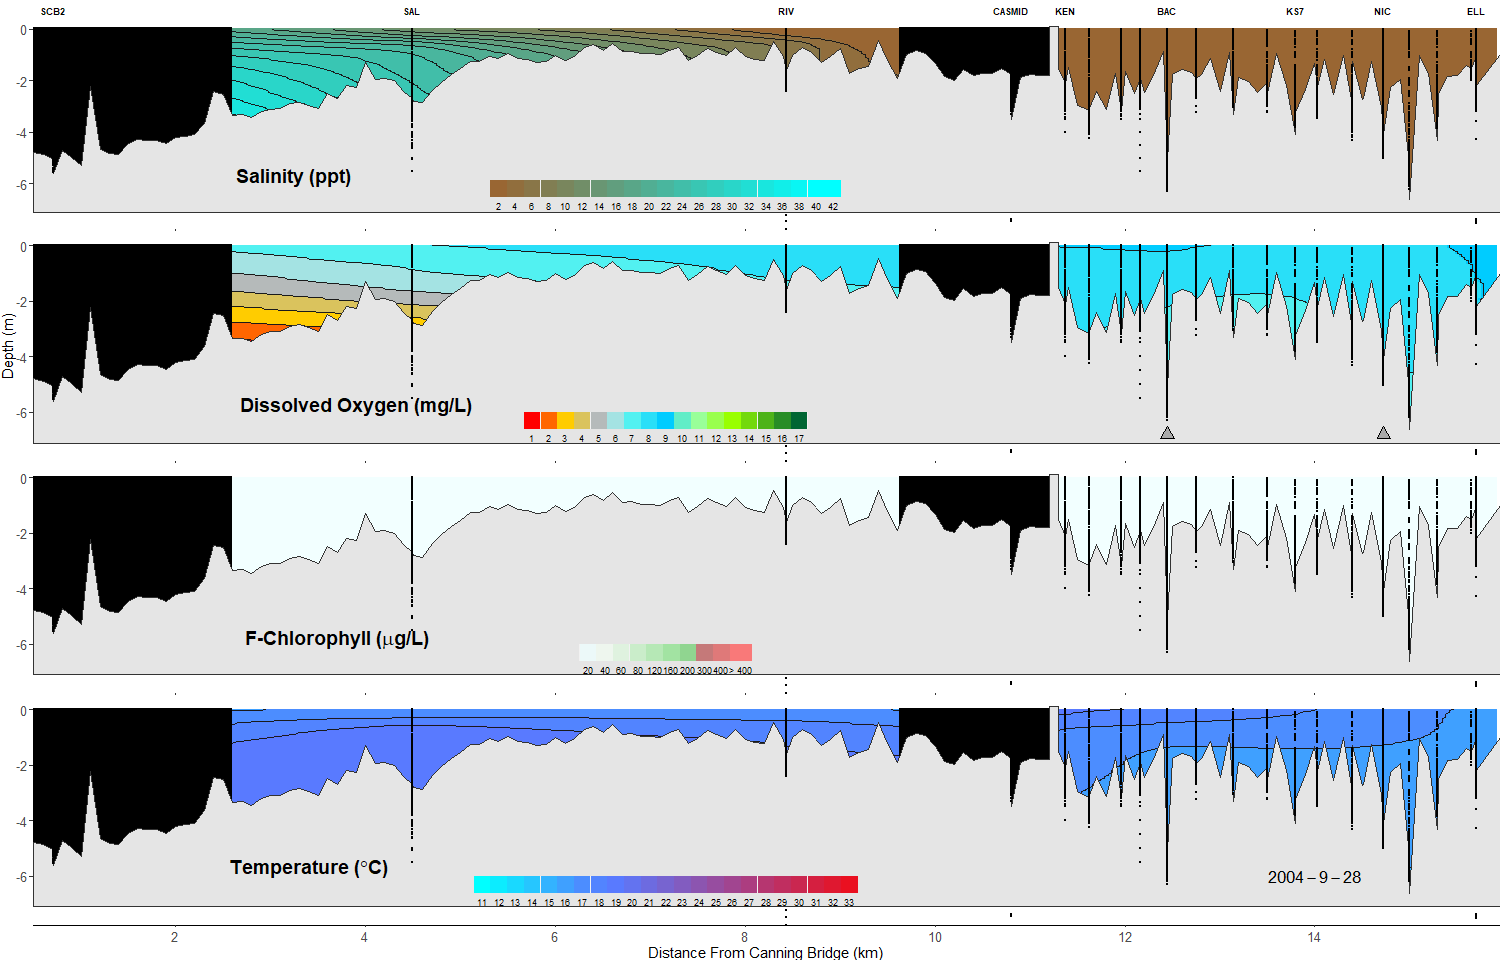 SCB2 SAL RIV CASMID KEN BAC KS7 NIC ELL
0
-2
-4
-6
Salinity (ppt)
2 4 6 8 10 12 14 16 18 20 22 24 26 28 30 32 34 36 38 40 42
0
-2
-4
-6
Depth (m)
Dissolved Oxygen (mg/L)
1 2 3 4 5 6 7 8 9 10 11 12 13 14 15 16 17
0
-2
-4
-6
F-Chlorophyll (µg/L)
20 40 60 80 120 160 200 300 400 > 400
0
-2
-4
-6
Temperature (°C)
11 12 13 14 15 16 17 18 19 20 21 22 23 24 25 26 27 28 29 30 31 32 33
2004 – 9 – 28
2 4 6 8 10 12 14
Distance From Canning Bridge (km)